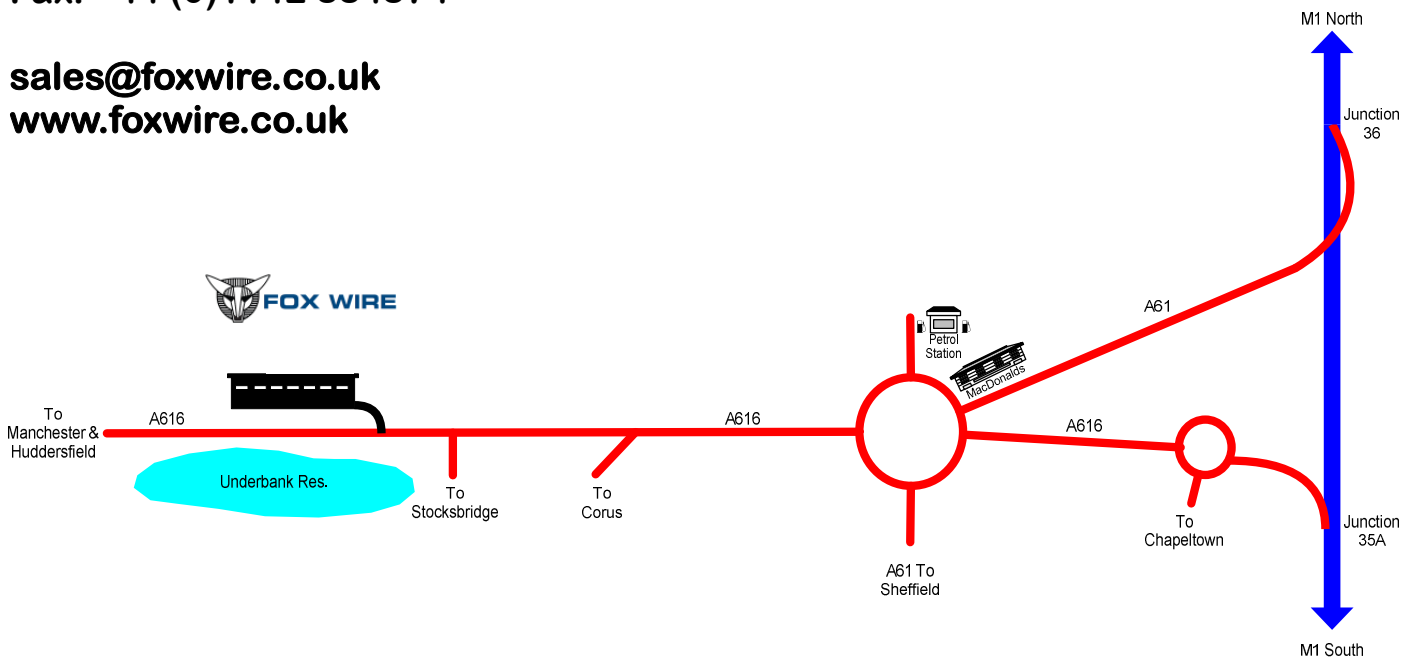 sales@foxwire.co.uk
www.foxwire.co.uk
M1 North
Junction
36
FOX WIRE
A61
Petrol
Station
MacDonalds
To
Manchester &
Huddersfield
A616
A616
A616
Underbank Res.
To
Stocksbridge
To
Corus
To
Chapeltown
Junction
35A
A61 To
Sheffield
M1 South